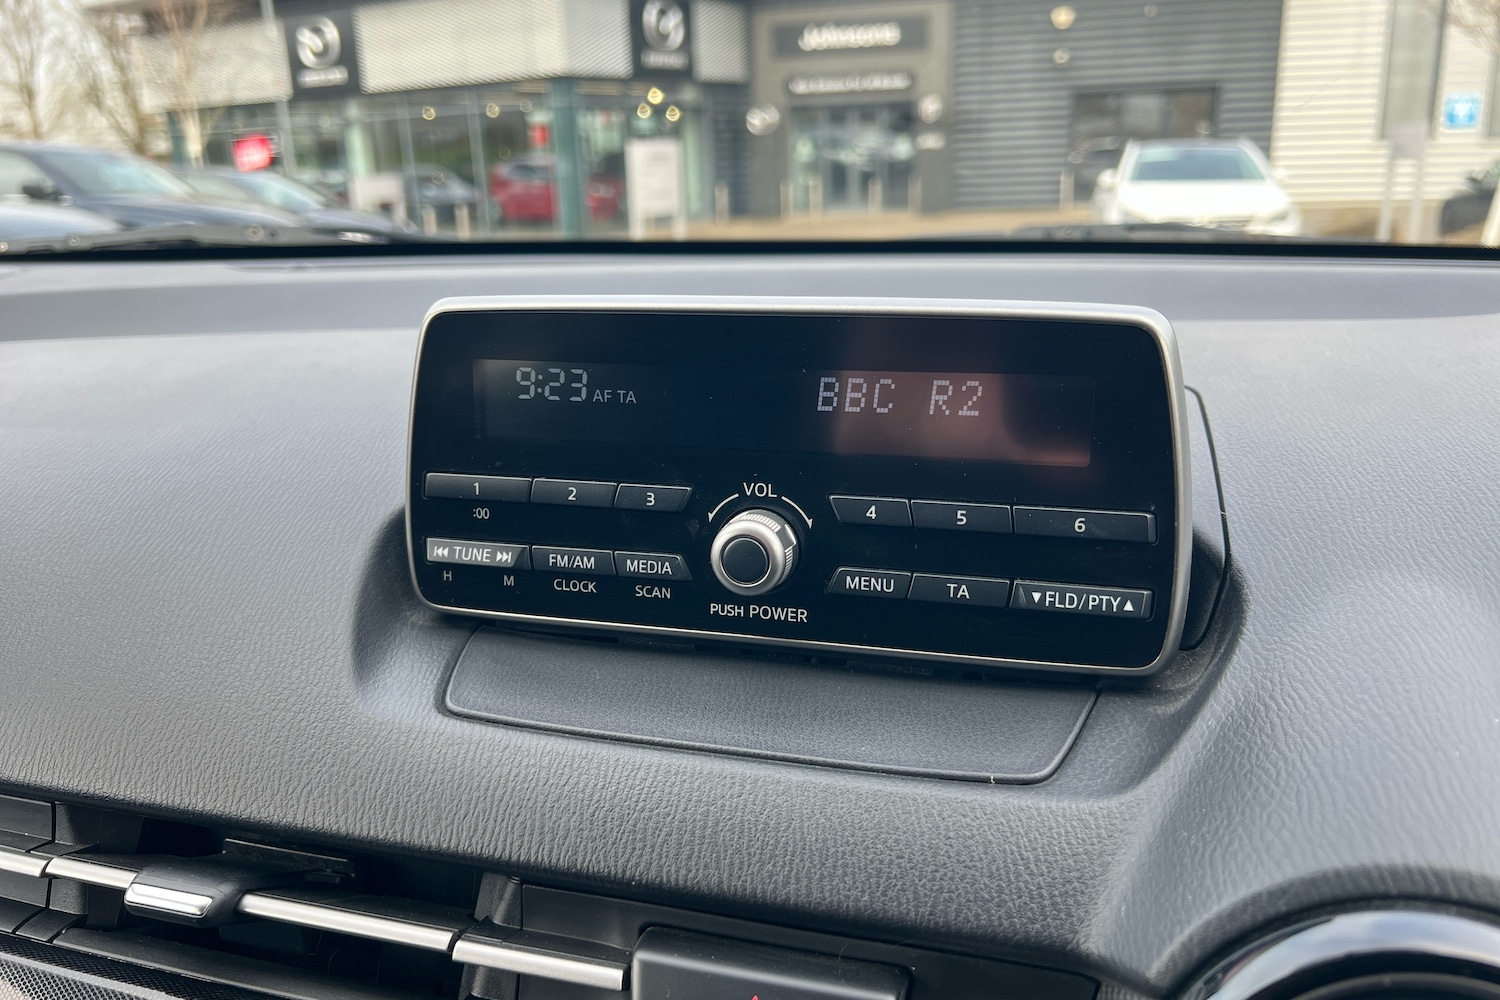 Johnsons
9:23 AF TA
BBC R2
VOL
1
2
3
4
5
6
:00
⏮ TUNE ⏭
FM/AM
MEDIA
MENU
TA
▼FLD/PTY▲
H
M
CLOCK
SCAN
PUSH POWER